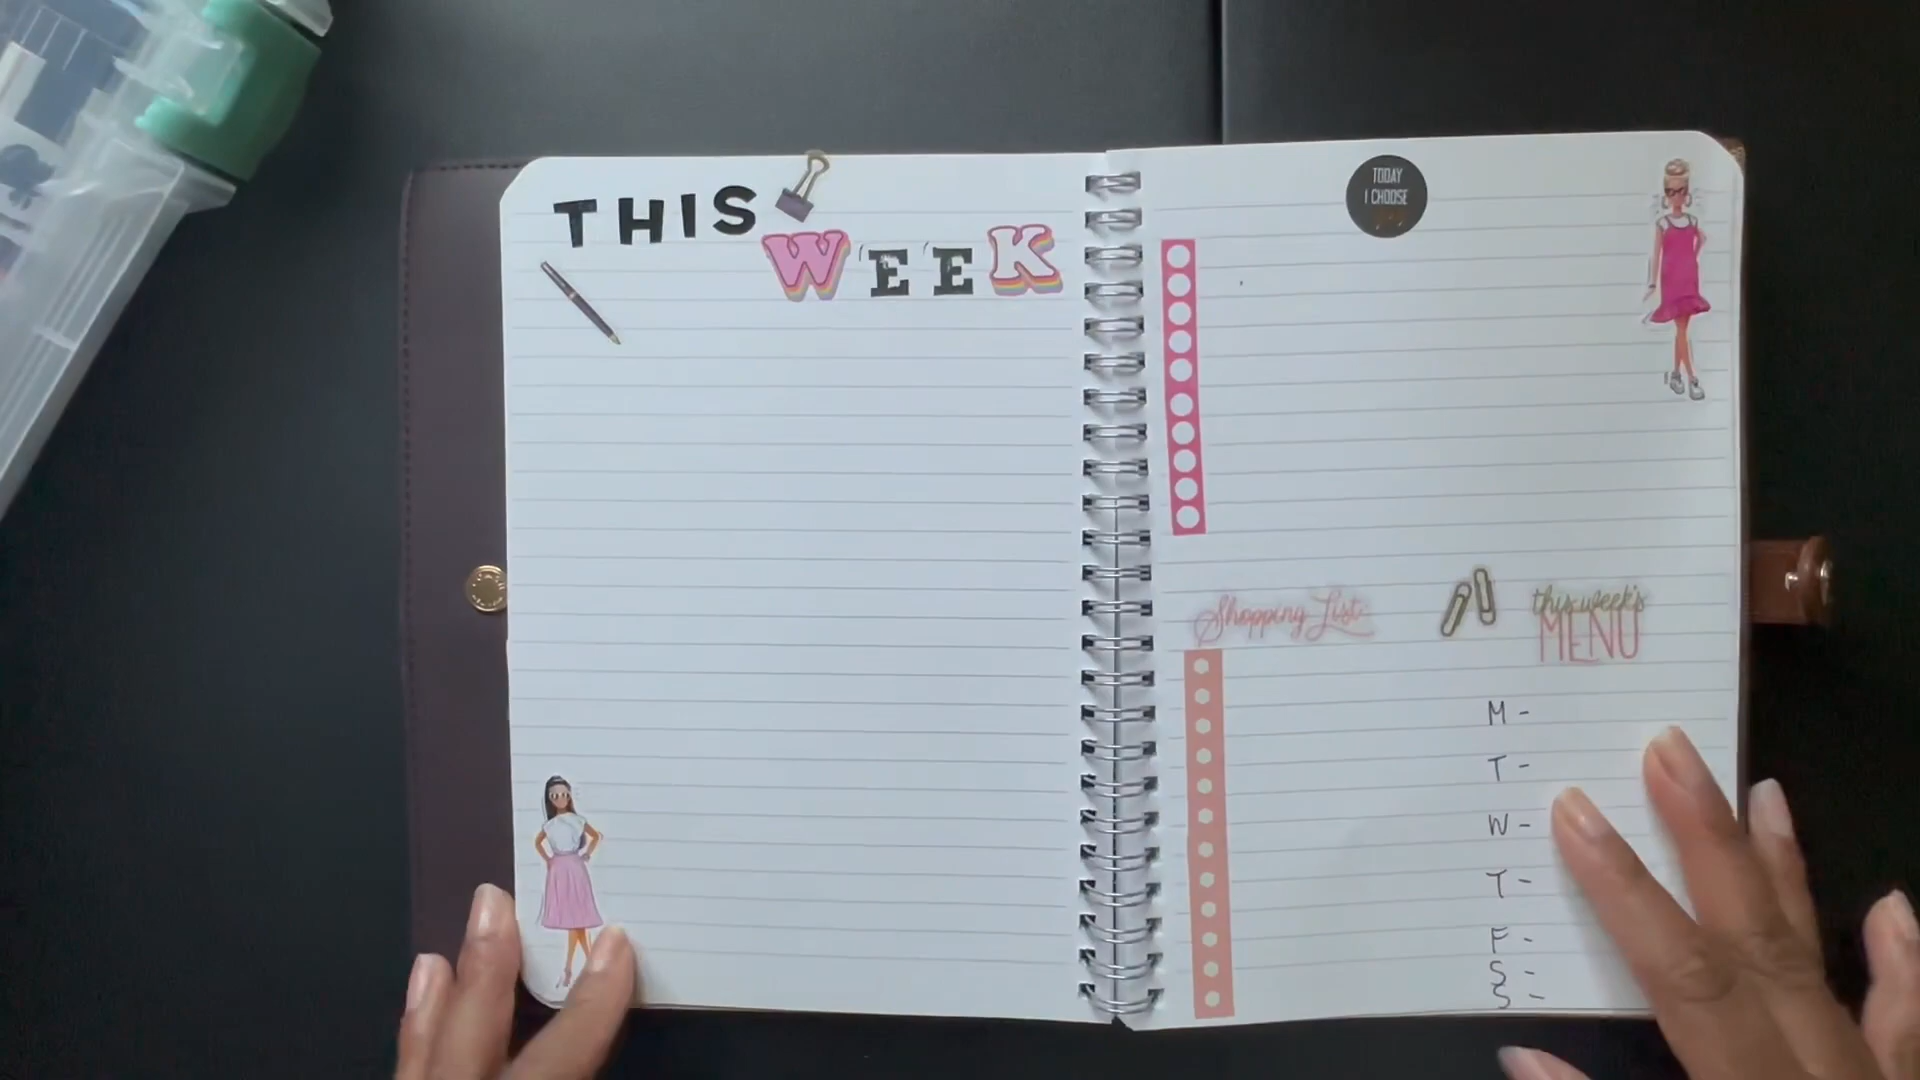 THIS
WEEK
TODAY
I CHOOSE
Shopping List
this week's
MENU
M -
T -
W -
T -
F -
S -
S -